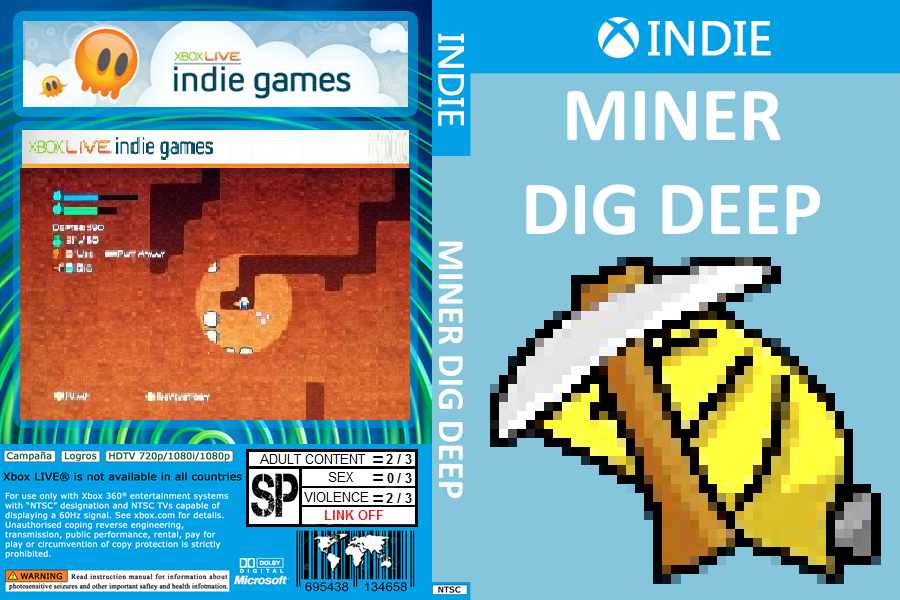 XBOX LIVE
indie games
XBOX LIVE indie games
Campaña
Logros
HDTV 720p/1080i/1080p
Xbox LIVE® is not available in all countries
For use only with Xbox 360® entertainment systems
with “NTSC” designation and NTSC TVs capable of
displaying a 60Hz signal. See xbox.com for details.
Unauthorised coping reverse engineering,
transmission, public performance, rental, pay for
play or circumvention of copy protection is strictly
prohibited.
WARNING Read instruction manual for information about
photosensitive seizures and other important saftey and health infotmation.
ADULT CONTENT = 2 / 3
SP
SEX = 0 / 3
VIOLENCE = 2 / 3
LINK OFF
DOLBY
DIGITAL
Microsoft®
695438 134658
INDIE
MINER DIG DEEP
NTSC
INDIE
MINER
DIG DEEP